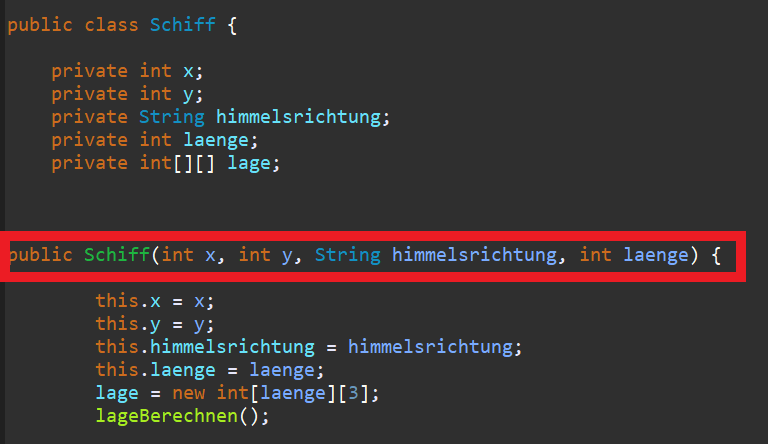 public class Schiff {
private int x;
private int y;
private String himmelsrichtung;
private int laenge;
private int[][] lage;
public Schiff(int x, int y, String himmelsrichtung, int laenge) {
this.x = x;
this.y = y;
this.himmelsrichtung = himmelsrichtung;
this.laenge = laenge;
lage = new int[laenge][3];
lageBerechnen();